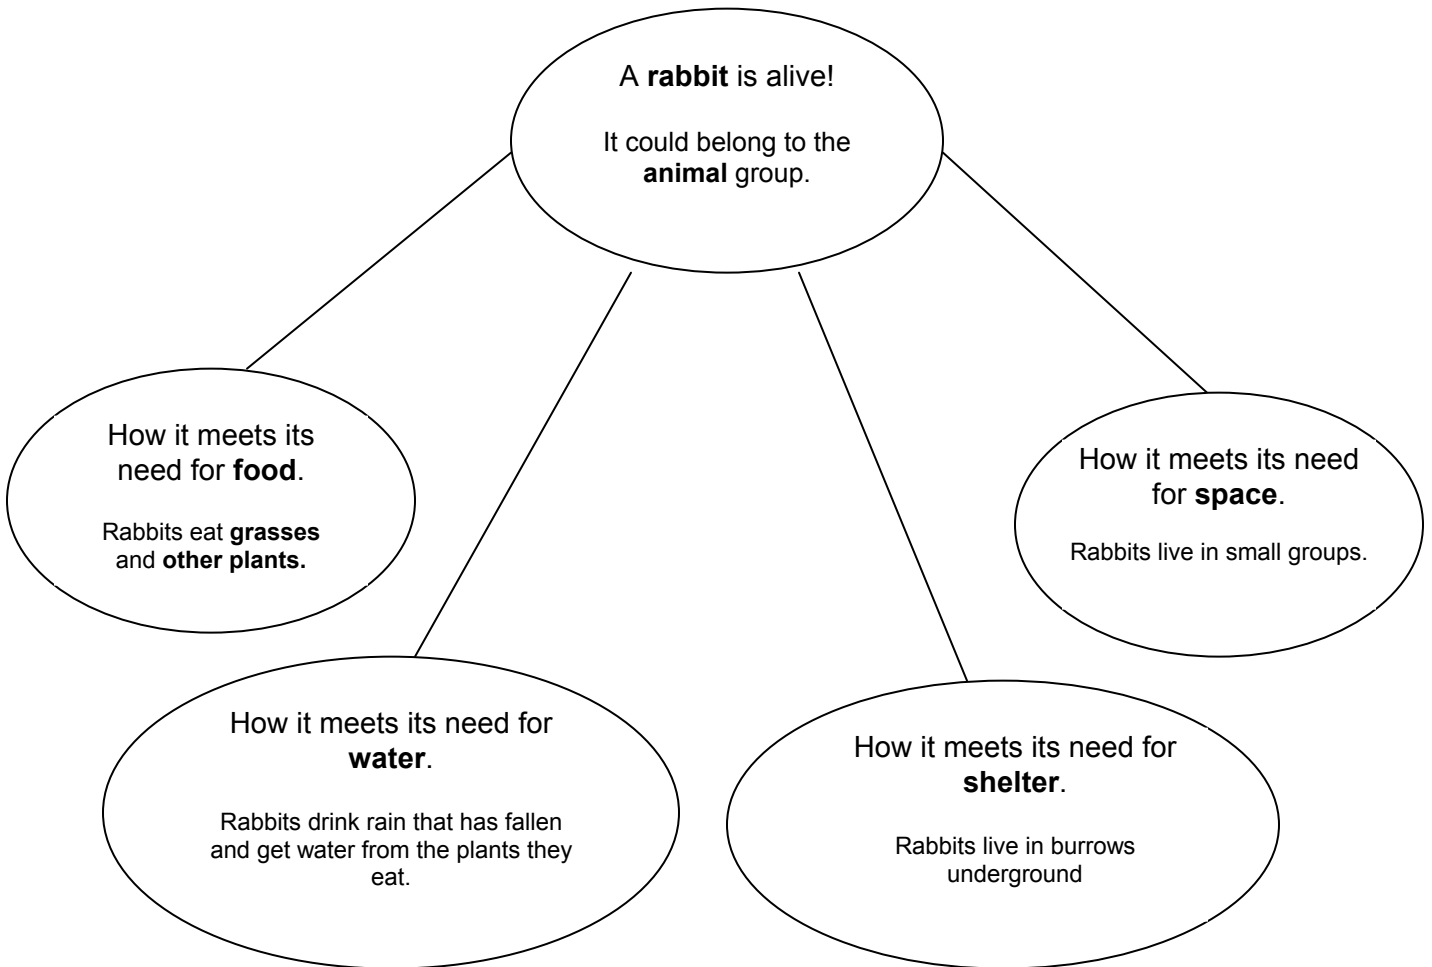 A rabbit is alive!
It could belong to the
animal group.
How it meets its
need for food.
Rabbits eat grasses
and other plants.
How it meets its need
for space.
Rabbits live in small groups.
How it meets its need for
water.
Rabbits drink rain that has fallen
and get water from the plants they
eat.
How it meets its need for
shelter.
Rabbits live in burrows
underground